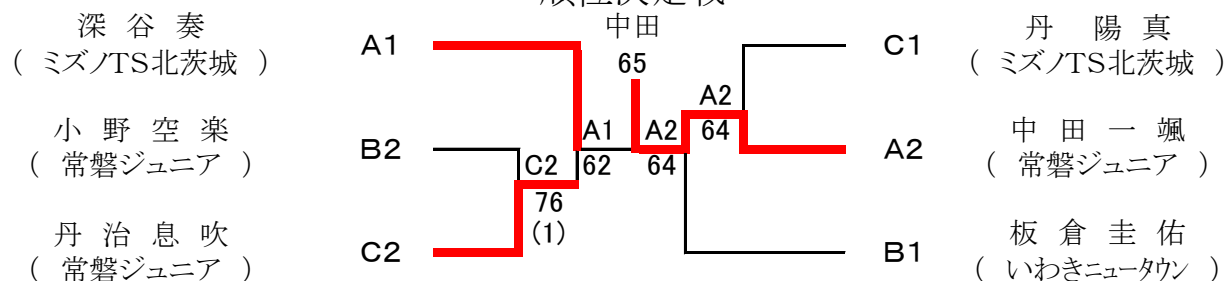 順位決定戦
深 谷 奏
( ミズノTS北茨城 )
A1
小 野 空 楽
( 常磐ジュニア )
B2
丹 治 息 吹
( 常磐ジュニア )
C2
C2
76
(1)
A1
62
中田
65
A2
64
A2
64
C1
丹 陽 真
( ミズノTS北茨城 )
A2
中 田 一 颯
( 常磐ジュニア )
B1
板 倉 圭 佑
( いわきニュータウン )